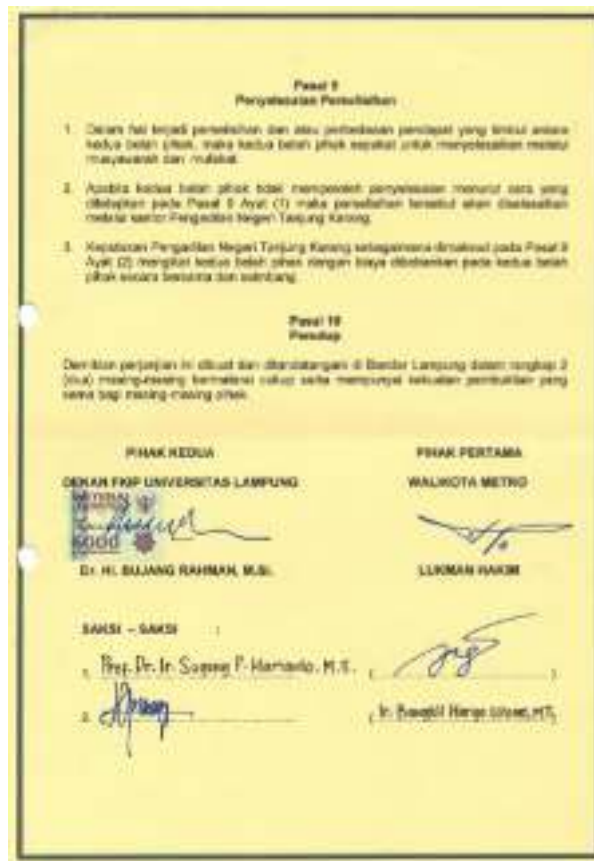 Pasal 9
Penyelesaian Perselisihan
1. Dalam hal terjadi perselisihan dan atau perbedaan pendapat yang timbul antara
kedua belah pihak, maka kedua belah pihak sepakat untuk menyelesaikan melalui
musyawarah dan mufakat.
2. Apabila kedua belah pihak tidak memperoleh penyelesaian menurut cara yang
ditetapkan pada Pasal 9 Ayat (1) maka perselisihan tersebut akan diselesaikan
melalui kantor Pengadilan Negeri Tanjung Karang.
3. Keputusan Pengadilan Negeri Tanjung Karang sebagaimana dimaksud pada Pasal 9
Ayat (2) mengikat kedua belah pihak dengan biaya dibebankan pada kedua belah
pihak secara bersama dan seimbang.
Pasal 10
Penutup
Demikian perjanjian ini dibuat dan ditandatangani di Bandar Lampung dalam rangkap 2
(dua) masing-masing bermaterai cukup serta mempunyai kekuatan pembuktian yang
sama bagi masing-masing pihak.
PIHAK KEDUA
PIHAK PERTAMA
DEKAN FKIP UNIVERSITAS LAMPUNG
WALIKOTA METRO
6000
Dr. Hi. BUJANG RAHMAN, M.Si.
LUKMAN HAKIM
SAKSI – SAKSI :
1. Prof. Dr. Ir. Sugeng P. Harianto, M.S. ( )
2. ( Ir. M.T.)